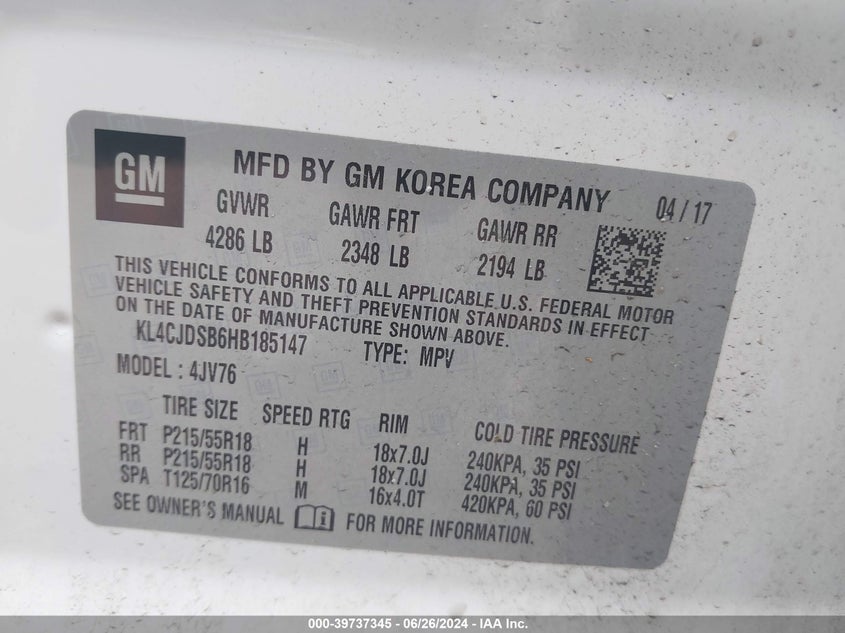 GM
MFD BY GM KOREA COMPANY 04 / 17
GVWR GAWR FRT GAWR RR
4286 LB 2348 LB 2194 LB
THIS VEHICLE CONFORMS TO ALL APPLICABLE U.S. FEDERAL MOTOR
VEHICLE SAFETY AND THEFT PREVENTION STANDARDS IN EFFECT
ON THE DATE OF MANUFACTURE SHOWN ABOVE.
KL4CJDSB6HB185147 TYPE: MPV
MODEL : 4JV76
TIRE SIZE SPEED RTG RIM COLD TIRE PRESSURE
FRT P215/55R18 H 18x7.0J 240KPA, 35 PSI
RR P215/55R18 H 18x7.0J 240KPA, 35 PSI
SPA T125/70R16 M 16x4.0T 420KPA, 60 PSI
SEE OWNER'S MANUAL i FOR MORE INFORMATION.
000-39737345 - 06/26/2024 - IAA Inc.